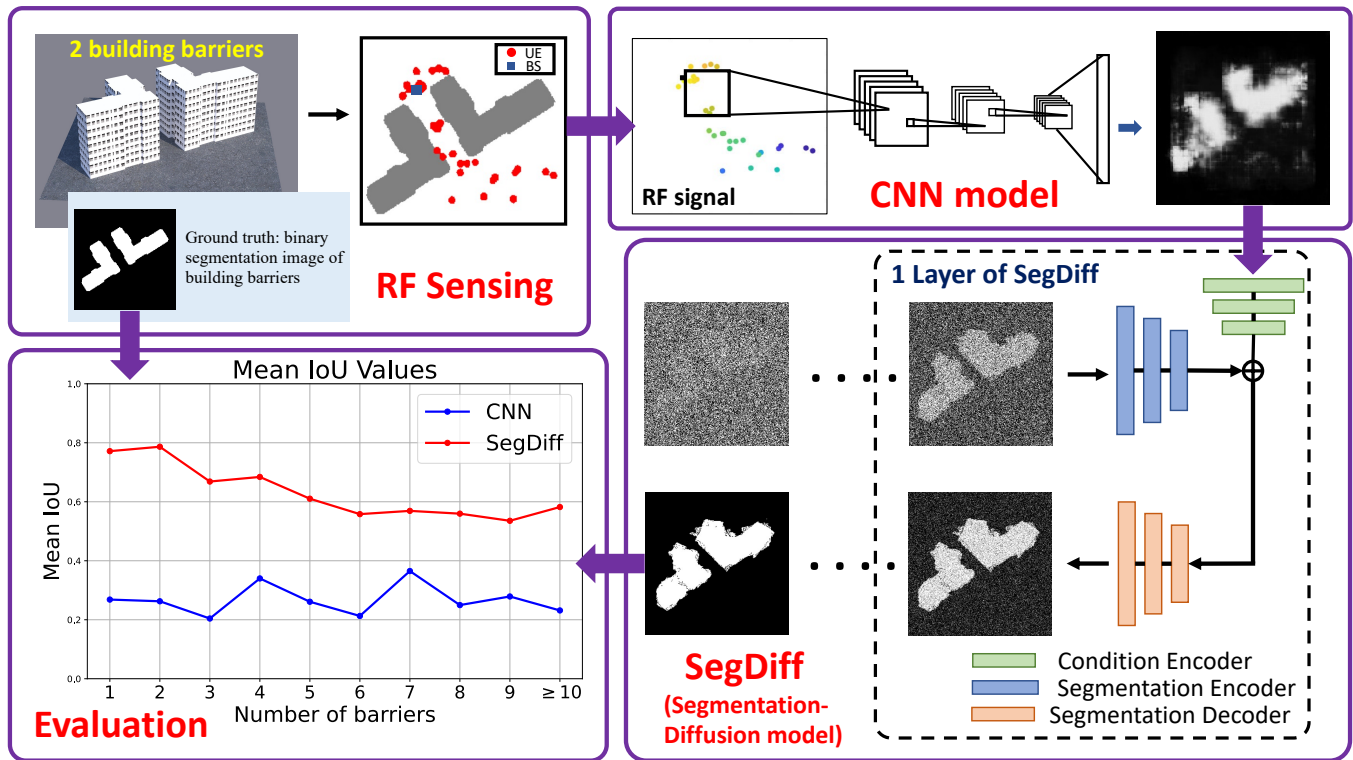 2 building barriers
UE
BS
Ground truth: binary
segmentation image of
building barriers
RF Sensing
RF signal
CNN model
1 Layer of SegDiff
Condition Encoder
Segmentation Encoder
Segmentation Decoder
SegDiff
(Segmentation-
Diffusion model)
Mean IoU Values
CNN
SegDiff
Mean IoU
1,0
0,8
0,6
0,4
0,2
0,0
1 2 3 4 5 6 7 8 9 ≥ 10
Number of barriers
Evaluation